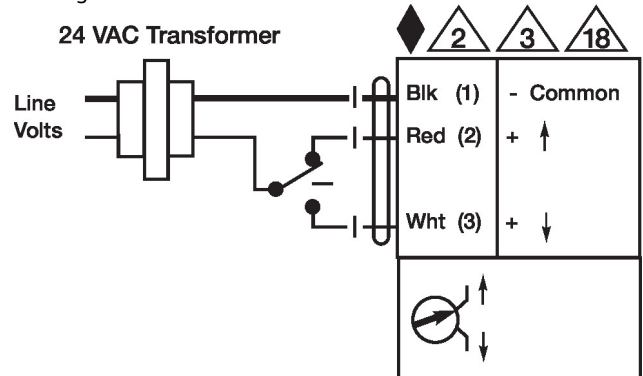 24 VAC Transformer
2 3 18
Line
Volts
Blk (1) - Common
Red (2) + ↑
Wht (3) + ↓